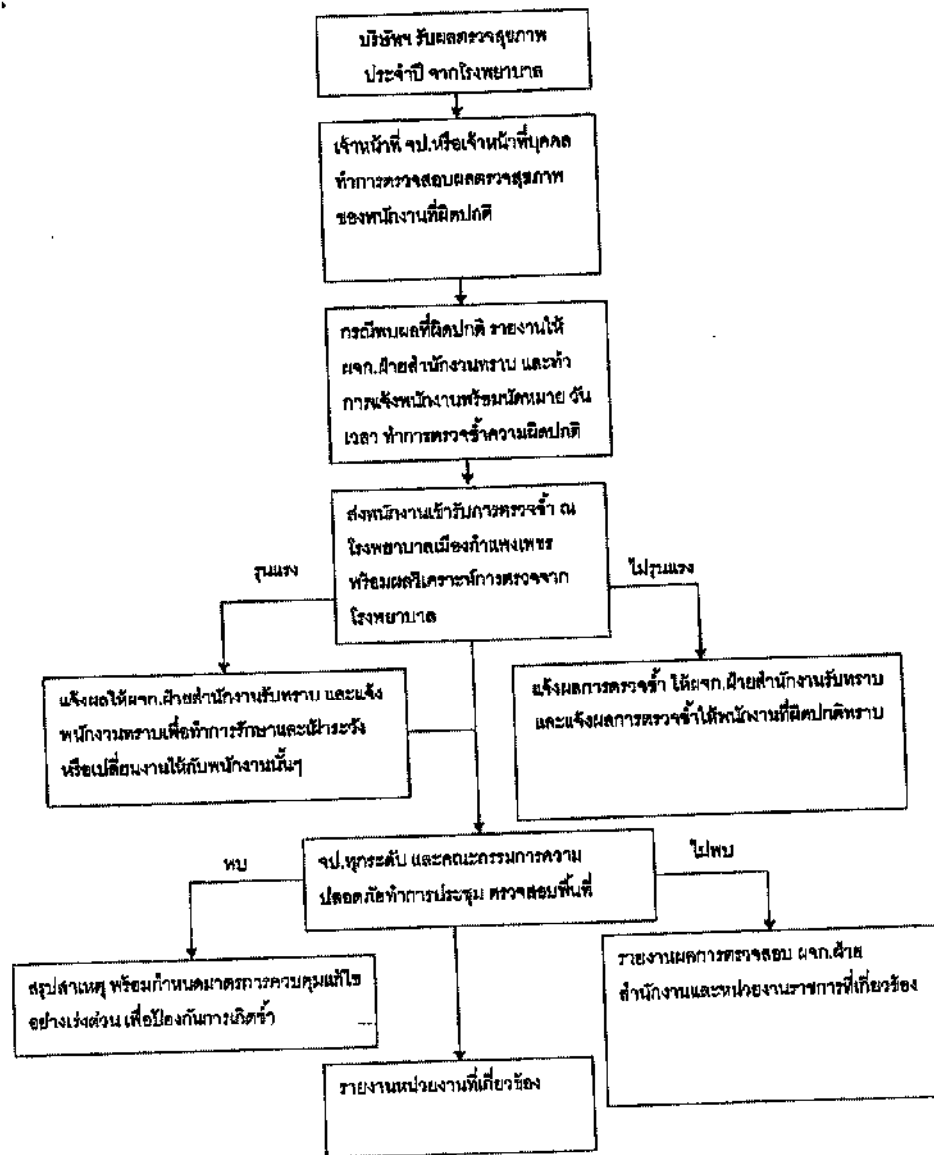 บริษัทฯ รับผลตรวจสุขภาพ
ประจำปี จากโรงพยาบาล
เจ้าหน้าที่ จป.หรือเจ้าหน้าที่บุคคล
ทำการตรวจสอบผลตรวจสุขภาพ
ของพนักงานที่ผิดปกติ
กรณีพบผลที่ผิดปกติ รายงานให้
ผจก.ฝ่ายสำนักงานทราบ และทำ
การแจ้งพนักงานพร้อมนัดหมาย วัน
เวลา ทำการตรวจซ้ำความผิดปกติ
ส่งพนักงานเข้ารับการตรวจซ้ำ ณ
โรงพยาบาลเมืองกำแพงเพชร
พร้อมผลวิเคราะห์การตรวจจาก
โรงพยาบาล
รุนแรง
ไม่รุนแรง
แจ้งผลให้ผจก.ฝ่ายสำนักงานรับทราบ และแจ้ง
พนักงานทราบเพื่อทำการรักษาและเฝ้าระวัง
หรือเปลี่ยนงานให้กับพนักงานนั้นๆ
แจ้งผลการตรวจซ้ำ ให้ผจก.ฝ่ายสำนักงานรับทราบ
และแจ้งผลการตรวจซ้ำให้พนักงานที่ผิดปกติทราบ
พบ
จป.ทุกระดับ และคณะกรรมการความ
ปลอดภัยทำการประชุม ตรวจสอบพื้นที่
ไม่พบ
สรุปสาเหตุ พร้อมกำหนดมาตรการควบคุมแก้ไข
อย่างเร่งด่วน เพื่อป้องกันการเกิดซ้ำ
รายงานผลการตรวจสอบ ผจก.ฝ่าย
สำนักงานและหน่วยงานราชการที่เกี่ยวข้อง
รายงานหน่วยงานที่เกี่ยวข้อง